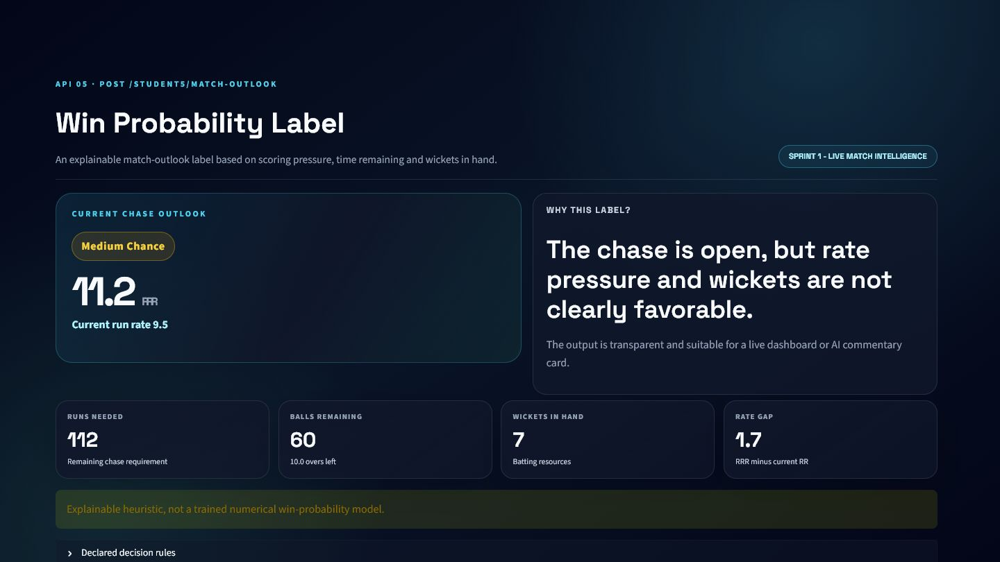 API 05 · POST /STUDENT5/MATCH-OUTLOOK
Win Probability Label
An explainable match-outlook label based on scoring pressure, time remaining and wickets in hand.
SPRINT 1 - LIVE MATCH INTELLIGENCE
CURRENT CHASE OUTLOOK
Medium Chance
11.2 RRR
Current run rate 9.5
WHY THIS LABEL?
The chase is open, but rate
pressure and wickets are not
clearly favorable.
The output is transparent and suitable for a live dashboard or AI commentary
card.
RUNS NEEDED
112
Remaining chase requirement
BALLS REMAINING
60
10.0 overs left
WICKETS IN HAND
7
Batting resources
RATE GAP
1.7
RRR minus current RR
Explainable heuristic, not a trained numerical win-probability model.
Declared decision rules